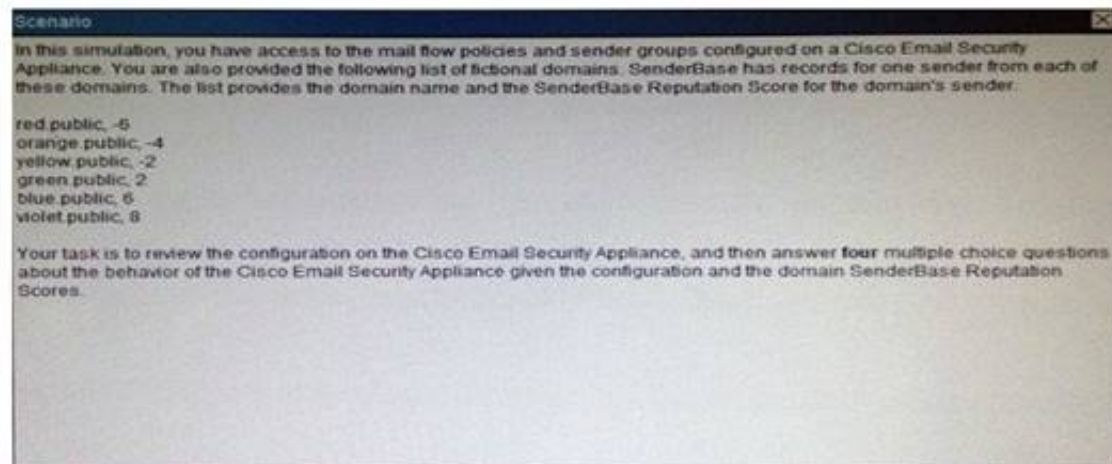 Scenario
In this simulation, you have access to the mail flow policies and sender groups configured on a Cisco Email Security
Appliance. You are also provided the following list of fictional domains. SenderBase has records for one sender from each of
these domains. The list provides the domain name and the SenderBase Reputation Score for the domain's sender.
red.public, -6
orange.public, -4
yellow.public, -2
green.public, 2
blue.public, 6
violet.public, 8
Your task is to review the configuration on the Cisco Email Security Appliance, and then answer four multiple choice questions
about the behavior of the Cisco Email Security Appliance given the configuration and the domain SenderBase Reputation
Scores.